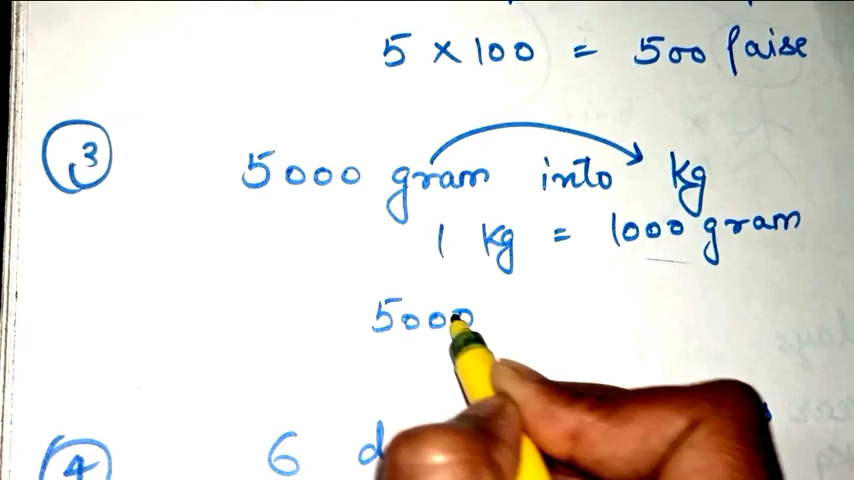 5 × 100 = 500 Paise
3 5000 gram into kg
1 kg = 1000 gram
5000
4 6 d